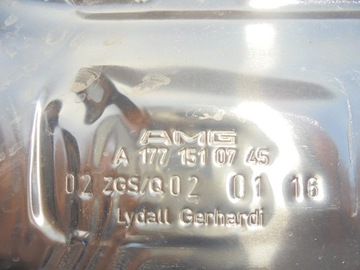 AMG
A 177 151 07 45
02 ZGS/Q02 01 16
Lydall Gerhardi